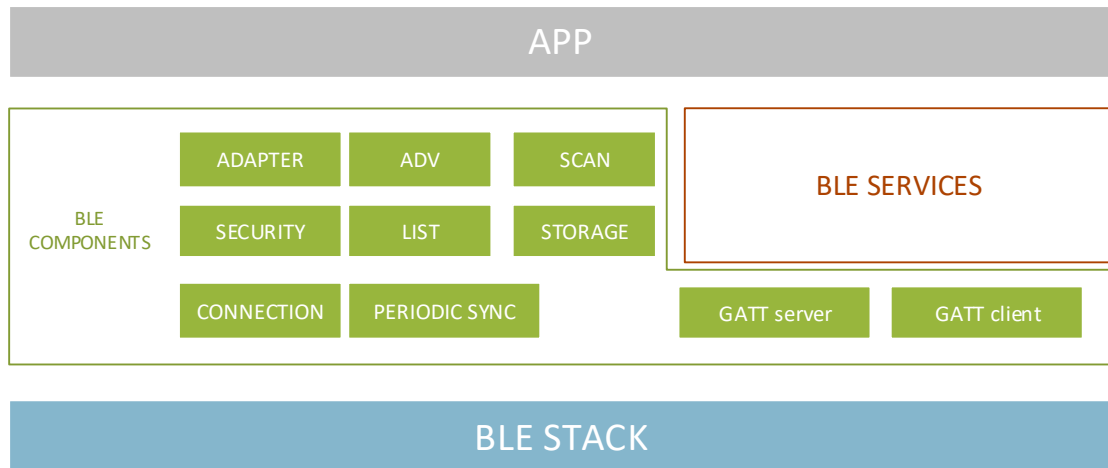 APP
ADAPTER
ADV
SCAN
BLE SERVICES
BLE
COMPONENTS
SECURITY
LIST
STORAGE
CONNECTION
PERIODIC SYNC
GATT server
GATT client
BLE STACK